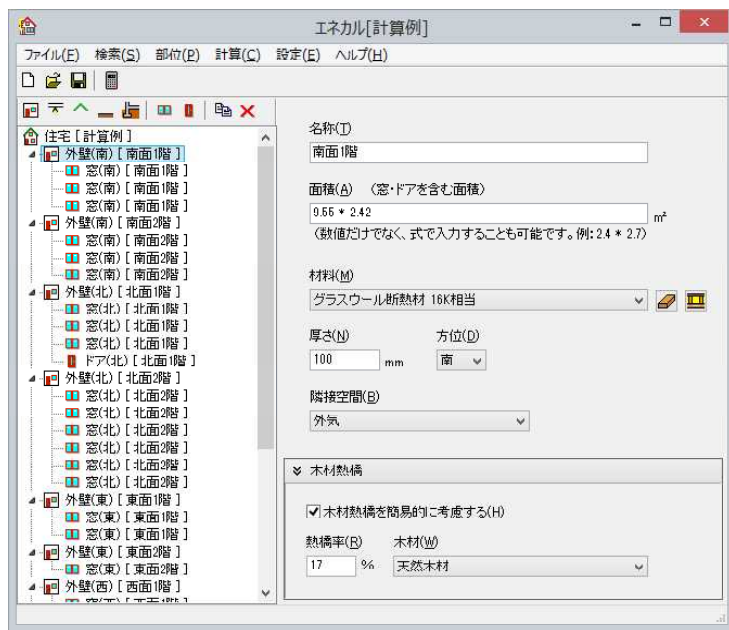 エネカル[計算例]
ファイル(F) 検索(S) 部位(P) 計算(C) 設定(E) ヘルプ(H)
住宅 [ 計算例 ]
外壁(南) [ 南面1階 ]
窓(南) [ 南面1階 ]
窓(南) [ 南面1階 ]
窓(南) [ 南面1階 ]
外壁(南) [ 南面2階 ]
窓(南) [ 南面2階 ]
窓(南) [ 南面2階 ]
窓(南) [ 南面2階 ]
外壁(北) [ 北面1階 ]
窓(北) [ 北面1階 ]
窓(北) [ 北面1階 ]
窓(北) [ 北面1階 ]
ドア(北) [ 北面1階 ]
外壁(北) [ 北面2階 ]
窓(北) [ 北面2階 ]
窓(北) [ 北面2階 ]
窓(北) [ 北面2階 ]
窓(北) [ 北面2階 ]
窓(北) [ 北面2階 ]
窓(北) [ 北面2階 ]
外壁(東) [ 東面1階 ]
窓(東) [ 東面1階 ]
窓(東) [ 東面1階 ]
外壁(東) [ 東面2階 ]
窓(東) [ 東面2階 ]
外壁(西) [ 西面1階 ]
名称(T)
南面1階
面積(A) (窓・ドアを含む面積)
9.55 * 2.42 m²
(数値だけでなく、式で入力することも可能です。例: 2.4 * 2.7)
材料(M)
グラスウール断熱材 16K相当
厚さ(N) 方位(D)
100 mm 南
隣接空間(B)
外気
木材熱橋
木材熱橋を簡易的に考慮する(H)
熱橋率(R) 木材(W)
17 % 天然木材